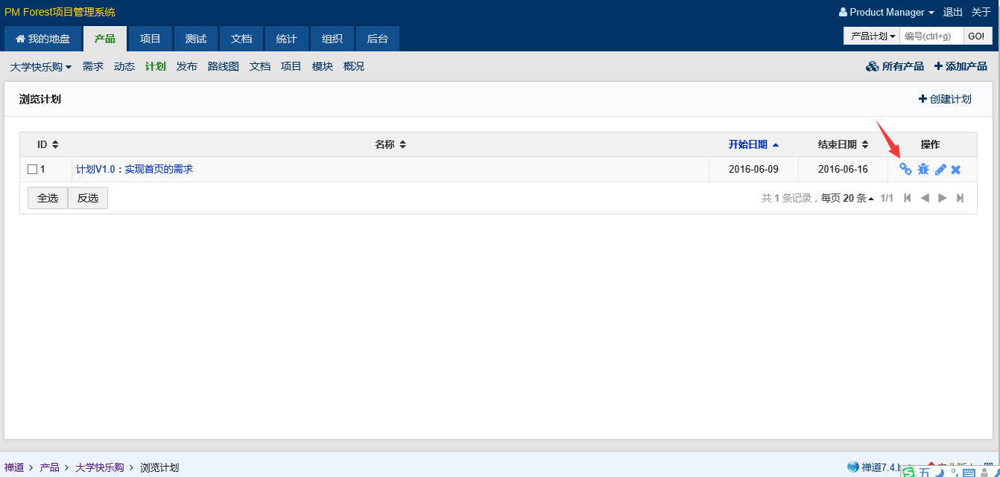 PM Forest项目管理系统
Product Manager 退出 关于
我的地盘 产品 项目 测试 文档 统计 组织 后台
产品计划 编号(ctrl+g) GO!
大学快乐购 需求 动态 计划 发布 路线图 文档 项目 模块 概况
所有产品 添加产品
浏览计划
创建计划
ID 名称 开始日期 结束日期 操作
1 计划V1.0：实现首页的需求 2016-06-09 2016-06-16
全选 反选
共 1 条记录，每页 20 条 1/1
禅道 > 产品 > 大学快乐购 > 浏览计划
禅道7.4.b
五